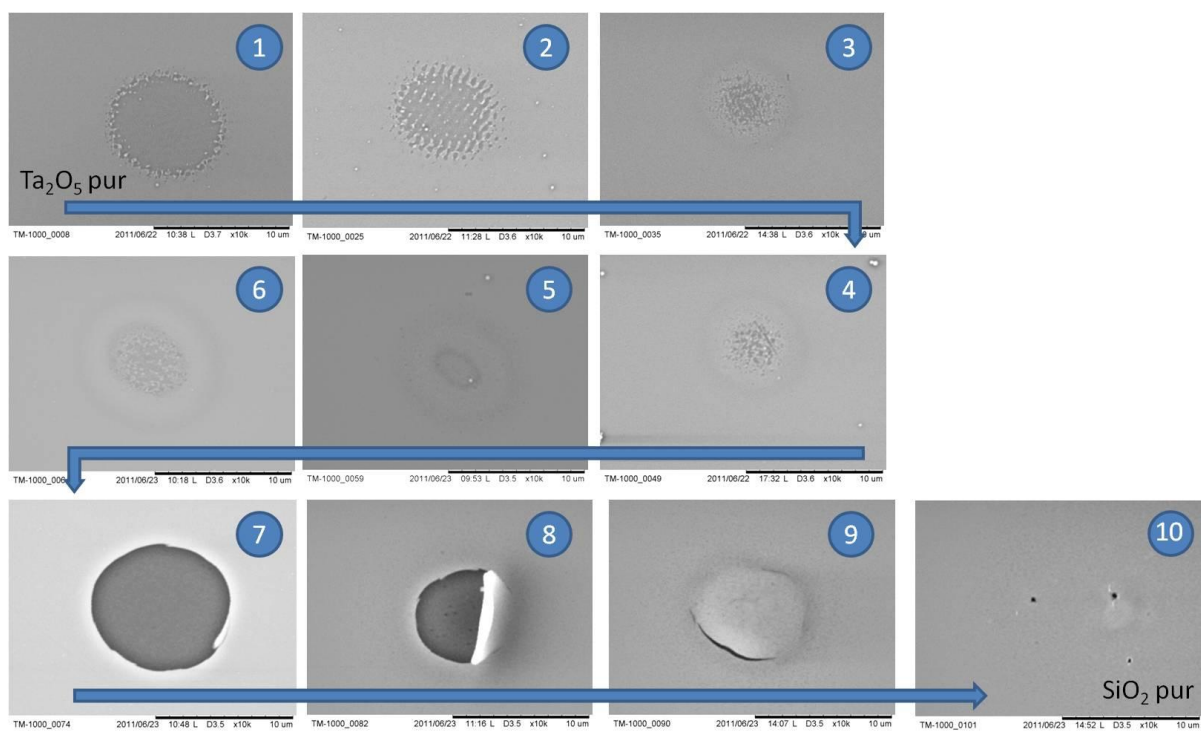 1
2
3
Ta₂O₅ pur
TM-1000_0008 2011/06/22 10:38 L D3.7 x10k 10 um
TM-1000_0025 2011/06/22 11:28 L D3.6 x10k 10 um
TM-1000_0035 2011/06/22 14:38 L D3.6 x10k 10 um
6
5
4
2011/06/23 10:18 L D3.6 x10k 10 um
TM-1000_0059 2011/06/23 09:53 L D3.5 x10k 10 um
TM-1000_0049 2011/06/22 17:32 L D3.6 x10k 10 um
7
8
9
10
SiO₂ pur
TM-1000_0074 2011/06/23 10:48 L D3.5 x10k 10 um
TM-1000_0082 2011/06/23 11:16 L D3.5 x10k 10 um
TM-1000_0090 2011/06/23 14:07 L D3.5 x10k 10 um
TM-1000_0101 2011/06/23 14:52 L D3.5 x10k 10 um